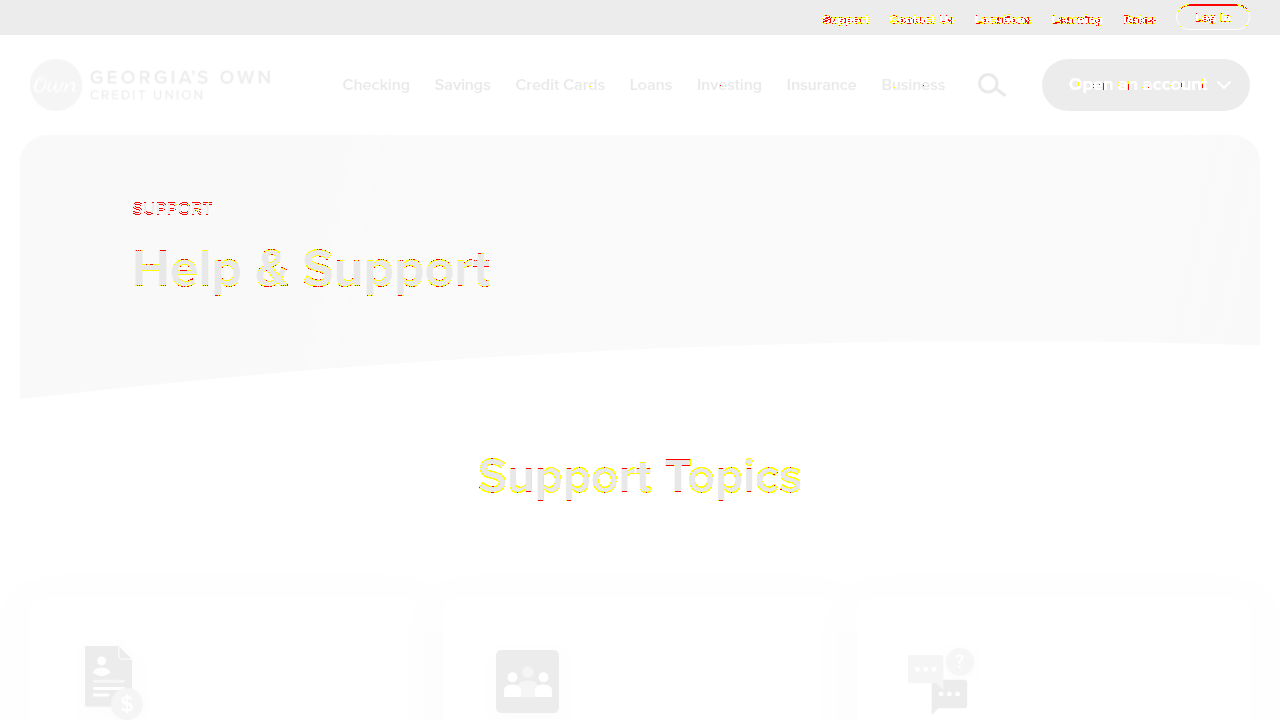 Support Contact Us Locations Learning Rates Log In
Own GEORGIA'S OWN
CREDIT UNION
Checking Savings Credit Cards Loans Investing Insurance Business
Open an account
SUPPORT
Help & Support
Support Topics
$
?